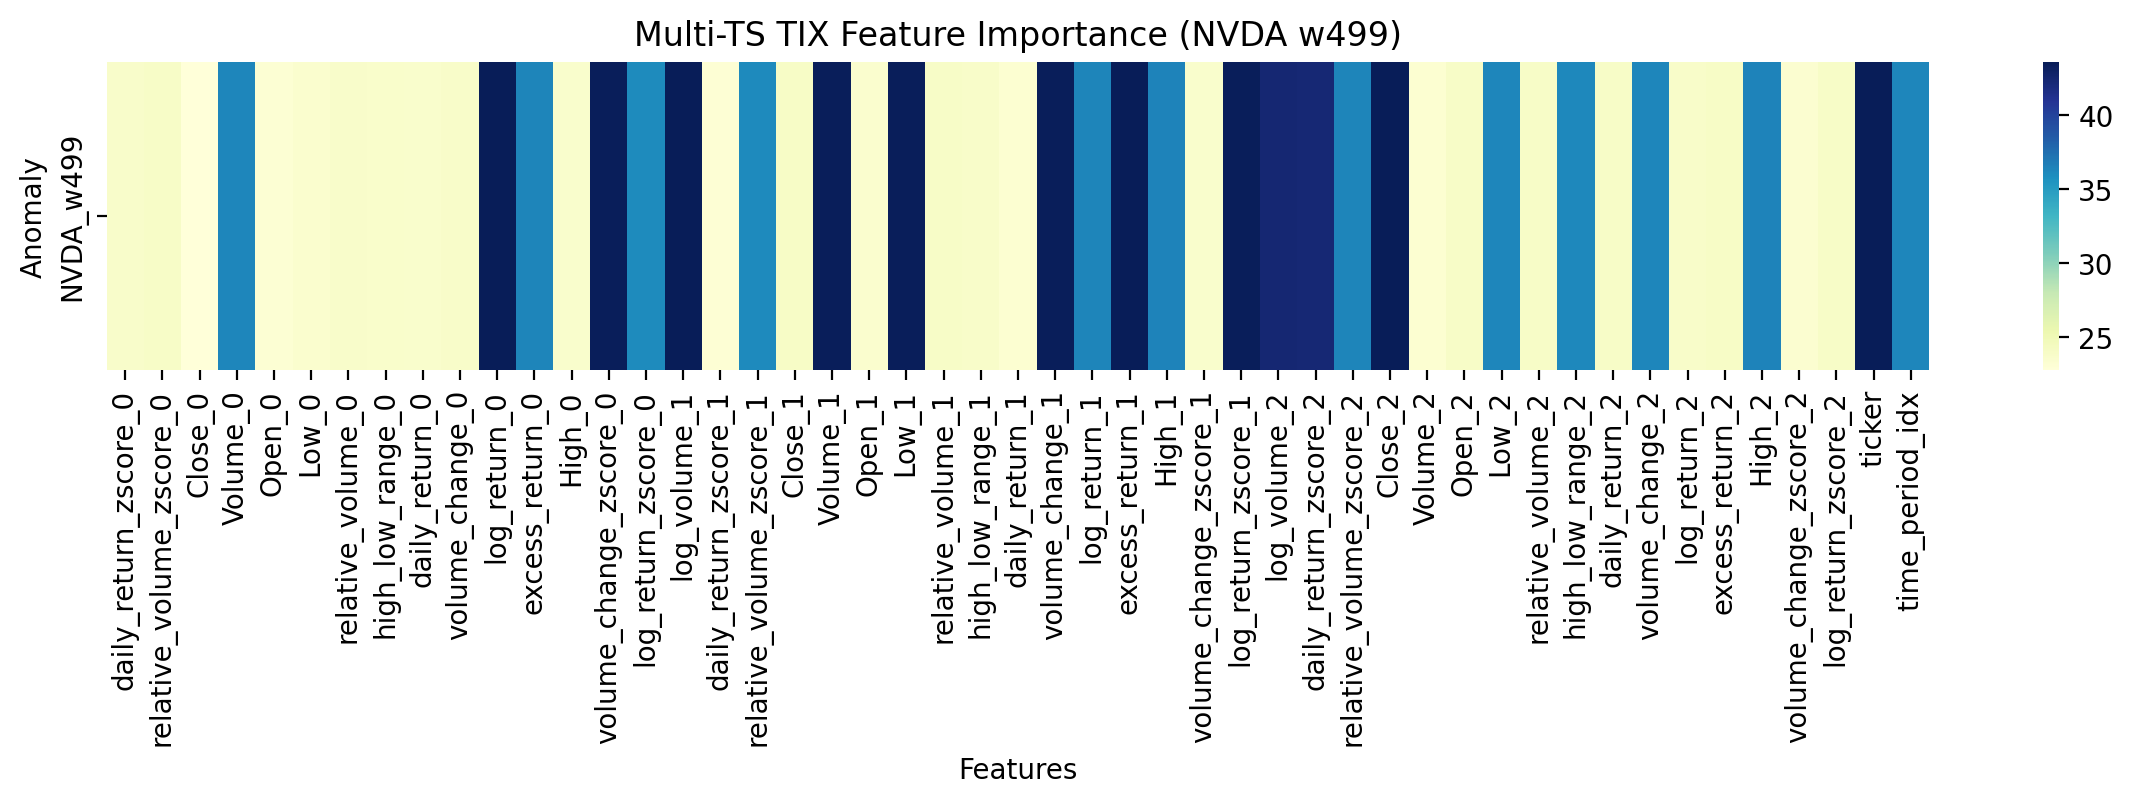 Multi-TS TIX Feature Importance (NVDA w499)
Anomaly
NVDA_w499
40
35
30
25
daily_return_zscore_0
relative_volume_zscore_0
Close_0
Volume_0
Open_0
Low_0
relative_volume_0
high_low_range_0
daily_return_0
volume_change_0
log_return_0
excess_return_0
High_0
volume_change_zscore_0
log_return_zscore_0
log_volume_1
daily_return_zscore_1
relative_volume_zscore_1
Close_1
Volume_1
Open_1
Low_1
relative_volume_1
high_low_range_1
daily_return_1
volume_change_1
log_return_1
excess_return_1
High_1
volume_change_zscore_1
log_return_zscore_1
log_volume_2
daily_return_zscore_2
relative_volume_zscore_2
Close_2
Volume_2
Open_2
Low_2
relative_volume_2
high_low_range_2
daily_return_2
volume_change_2
log_return_2
excess_return_2
High_2
volume_change_zscore_2
log_return_zscore_2
ticker
time_period_idx
Features